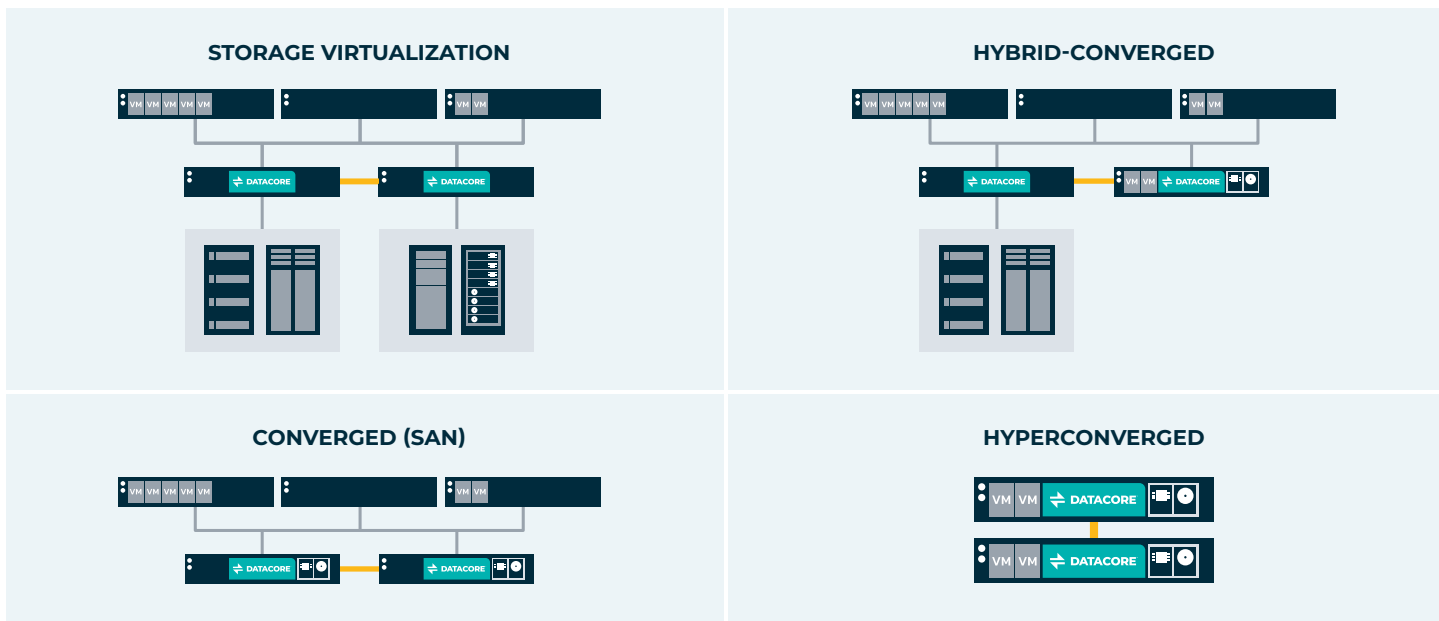 STORAGE VIRTUALIZATION
VM VM VM VM VM VM VM
DATACORE DATACORE
HYBRID-CONVERGED
VM VM VM VM VM VM VM
DATACORE VM VM DATACORE
CONVERGED (SAN)
VM VM VM VM VM VM VM
DATACORE DATACORE
HYPERCONVERGED
VM VM DATACORE
VM VM DATACORE